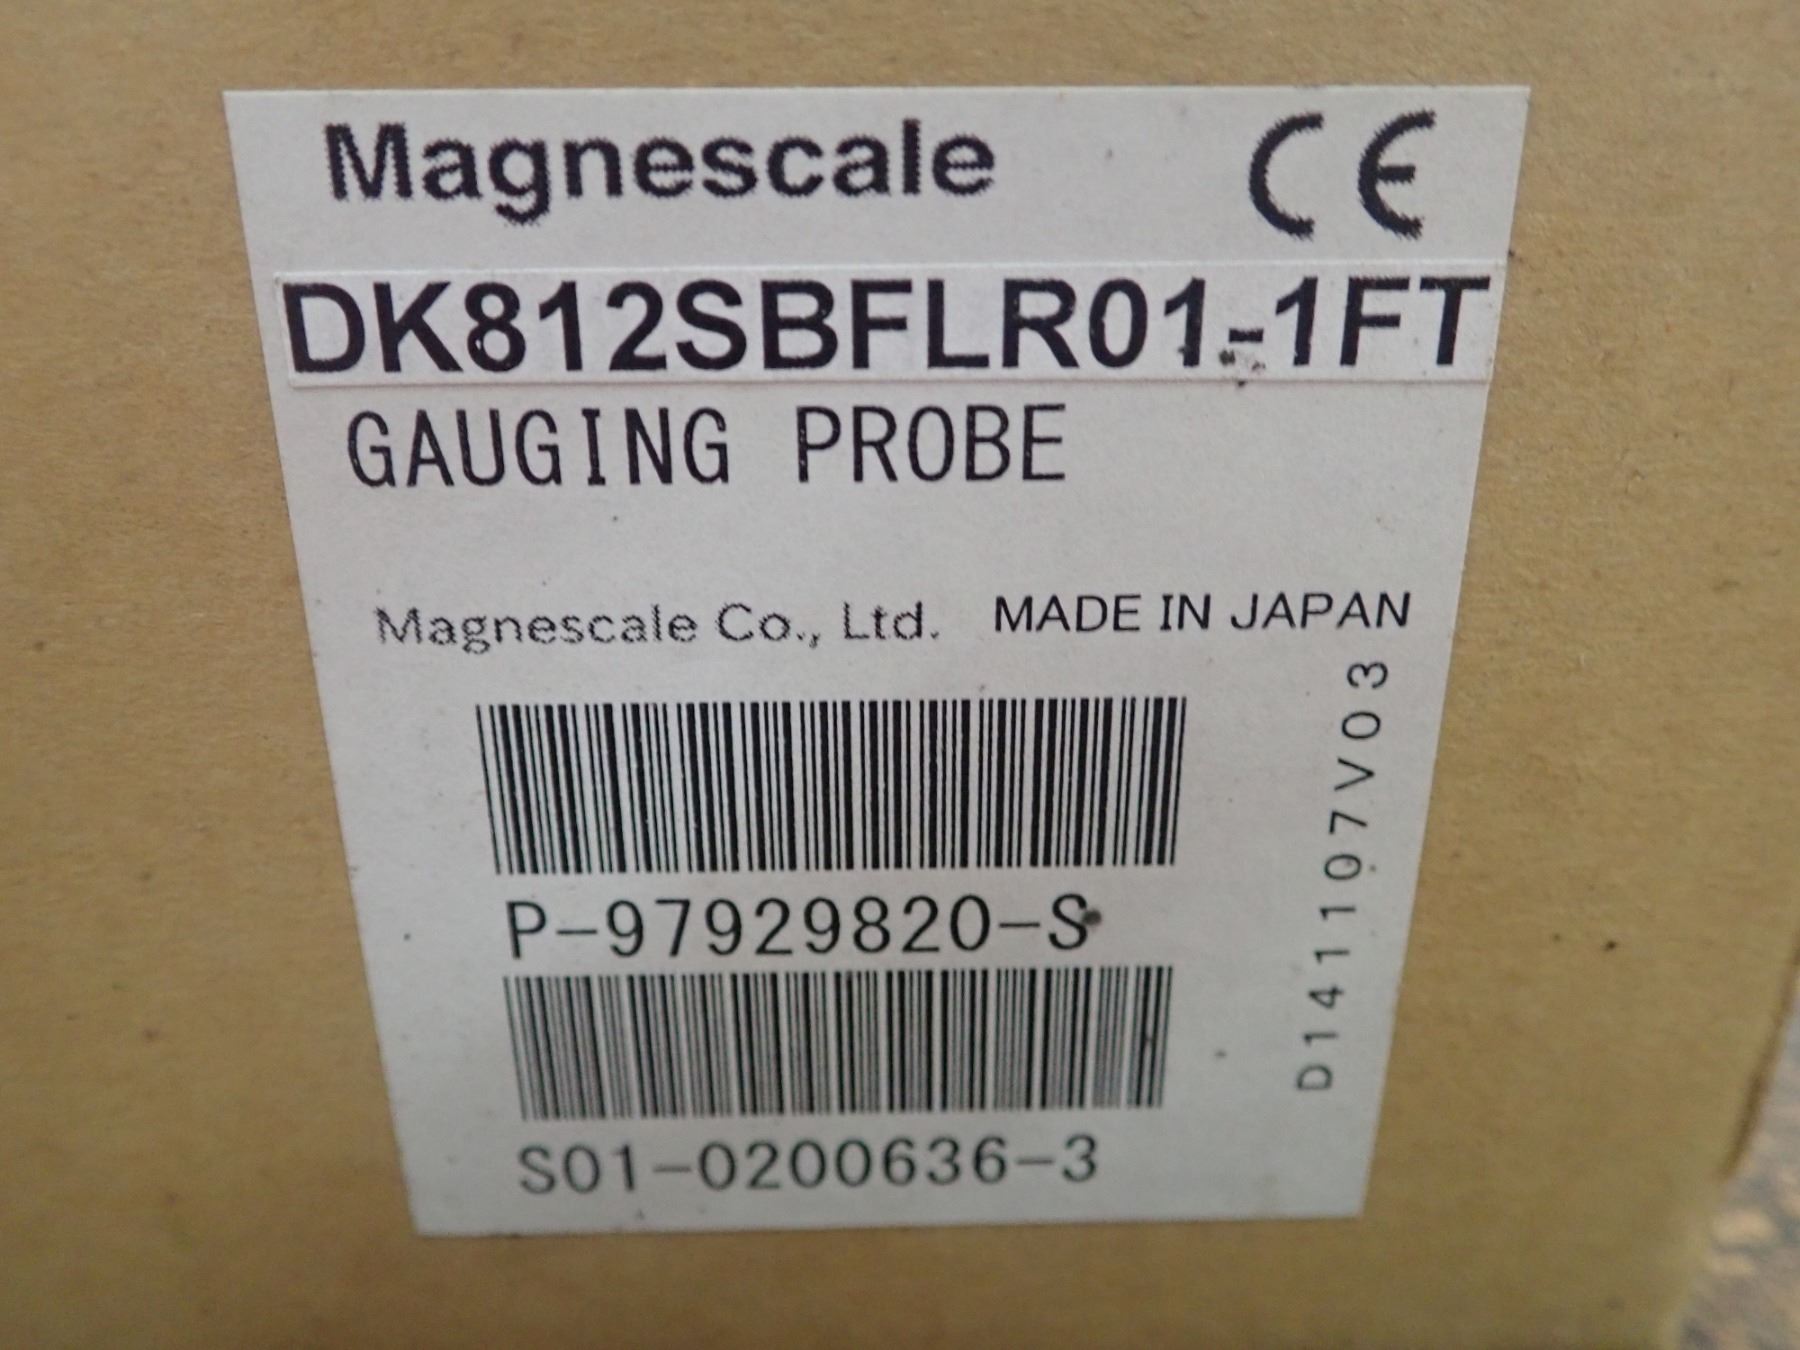 Magnescale CE
DK812SBFLR01-1FT
GAUGING PROBE
Magnescale Co., Ltd. MADE IN JAPAN
P-97929820-S
S01-0200636-3
D141107V03